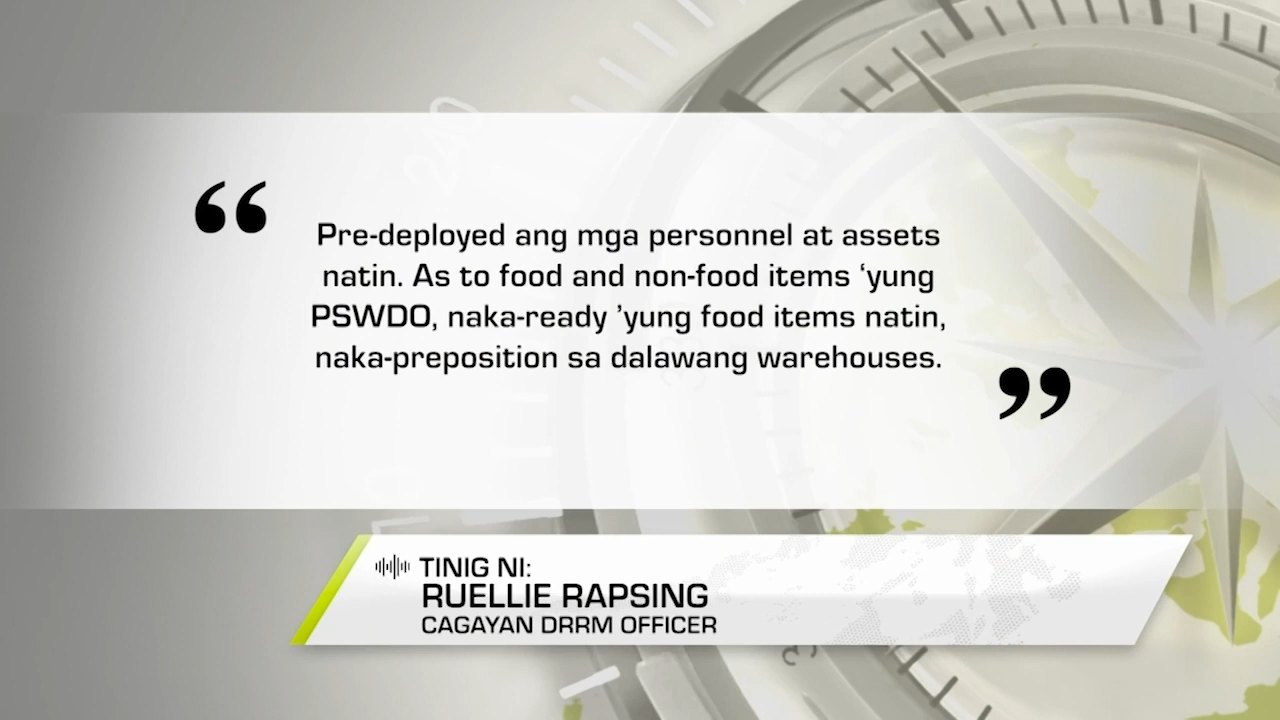 “
Pre-deployed ang mga personnel at assets
natin. As to food and non-food items ‘yung
PSWDO, naka-ready ’yung food items natin,
naka-preposition sa dalawang warehouses.
”
TINIG NI:
RUELLIE RAPSING
CAGAYAN DRRM OFFICER
240